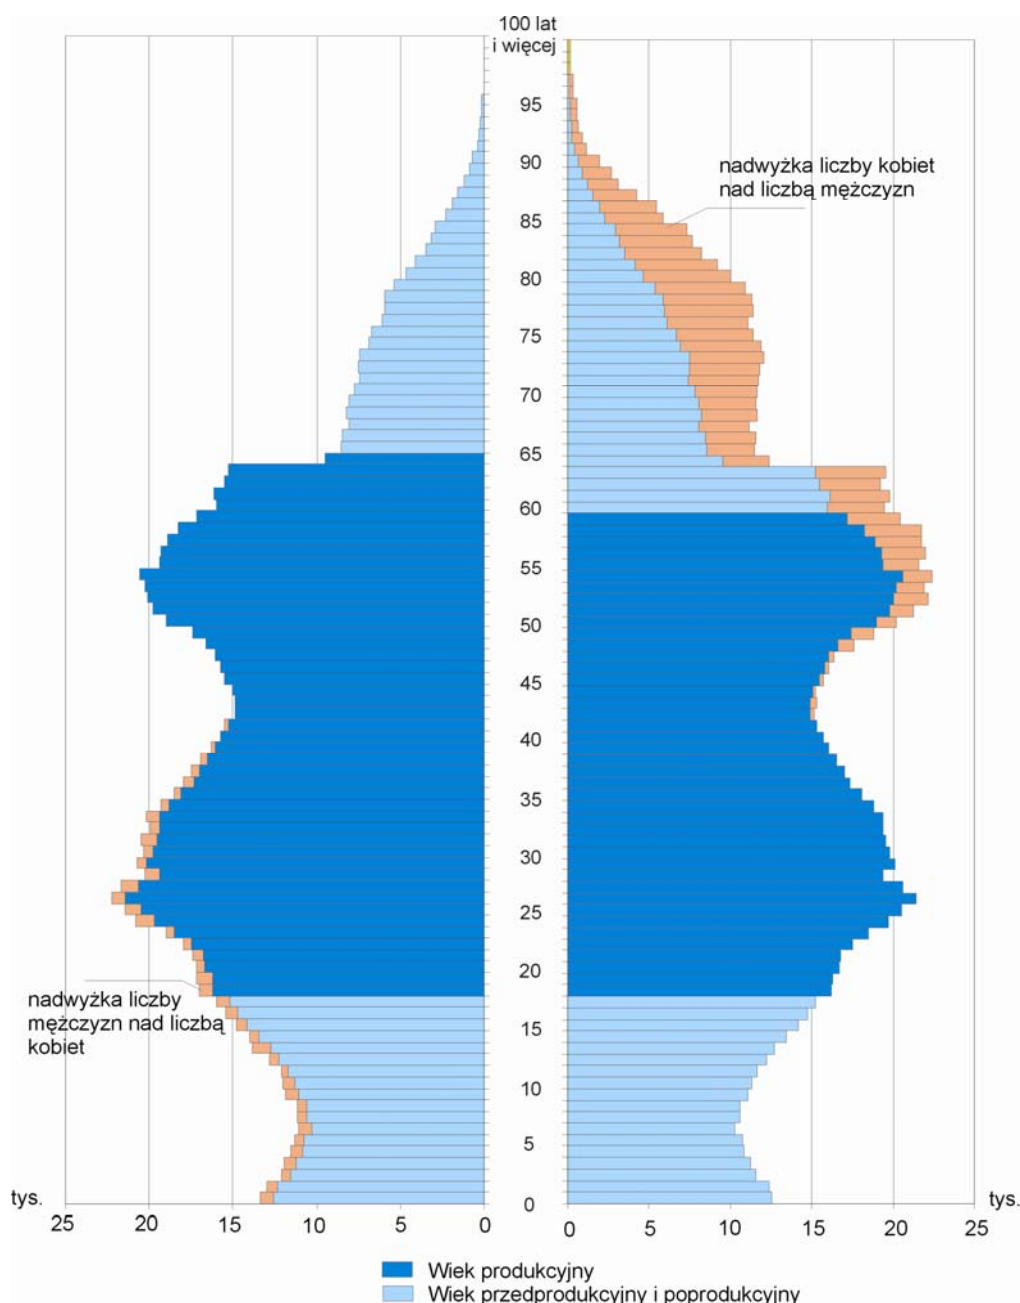 100 lat
i więcej
95
90
85
80
75
70
65
60
55
50
45
40
35
30
25
20
15
10
5
0
nadwyżka liczby kobiet
nad liczbą mężczyzn
nadwyżka liczby
mężczyzn nad liczbą
kobiet
tys.
25 20 15 10 5 0
0 5 10 15 20 25
tys.
Wiek produkcyjny
Wiek przedprodukcyjny i poprodukcyjny